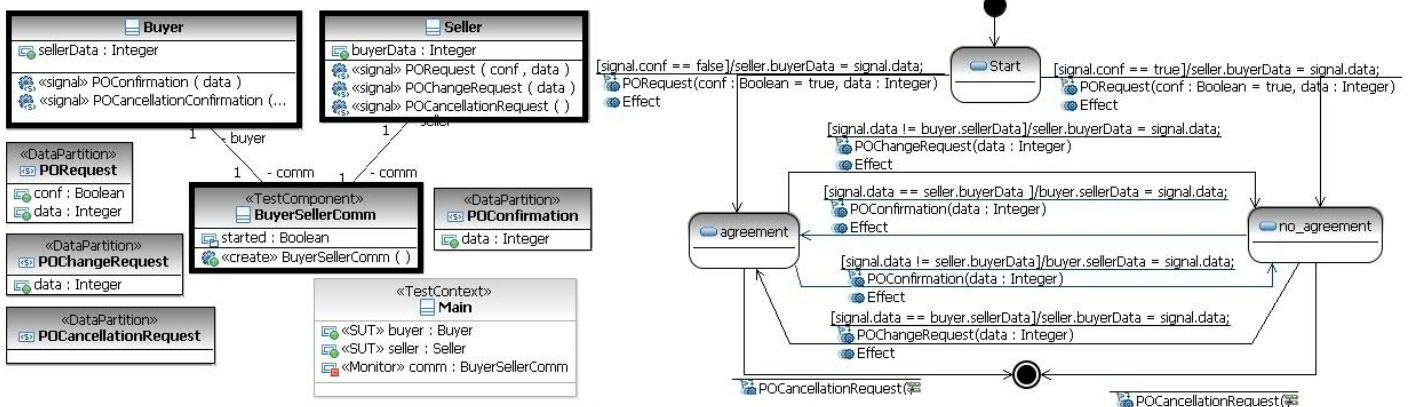 Buyer
sellerData : Integer
«signal» POConfirmation ( data )
«signal» POCancellationConfirmation (...
Seller
buyerData : Integer
«signal» PORequest ( conf , data )
«signal» POChangeRequest ( data )
«signal» POCancellationRequest ( )
seller
1
- buyer
1
1
- comm
1
- comm
«DataPartition»
PORequest
conf : Boolean
data : Integer
«TestComponent»
BuyerSellerComm
started : Boolean
«create» BuyerSellerComm ( )
«DataPartition»
POConfirmation
data : Integer
«DataPartition»
POChangeRequest
data : Integer
«DataPartition»
POCancellationRequest
«TestContext»
Main
«SUT» buyer : Buyer
«SUT» seller : Seller
«Monitor» comm : BuyerSellerComm
Start
[signal.conf == false]/seller.buyerData = signal.data;
PORequest(conf : Boolean = true, data : Integer)
Effect
[signal.conf == true]/seller.buyerData = signal.data;
PORequest(conf : Boolean = true, data : Integer)
Effect
[signal.data != buyer.sellerData]/seller.buyerData = signal.data;
POChangeRequest(data : Integer)
Effect
[signal.data == seller.buyerData ]/buyer.sellerData = signal.data;
POConfirmation(data : Integer)
Effect
agreement
no_agreement
[signal.data != seller.buyerData]/buyer.sellerData = signal.data;
POConfirmation(data : Integer)
Effect
[signal.data == buyer.sellerData]/seller.buyerData = signal.data;
POChangeRequest(data : Integer)
Effect
POCancellationRequest(
POCancellationRequest(